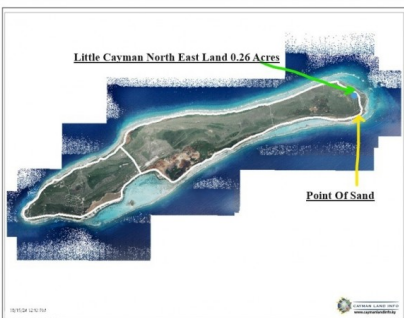 Little Cayman North East Land 0.26 Acres
Point Of Sand
CAYMAN LAND INFO
www.caymanlandinfo.ky